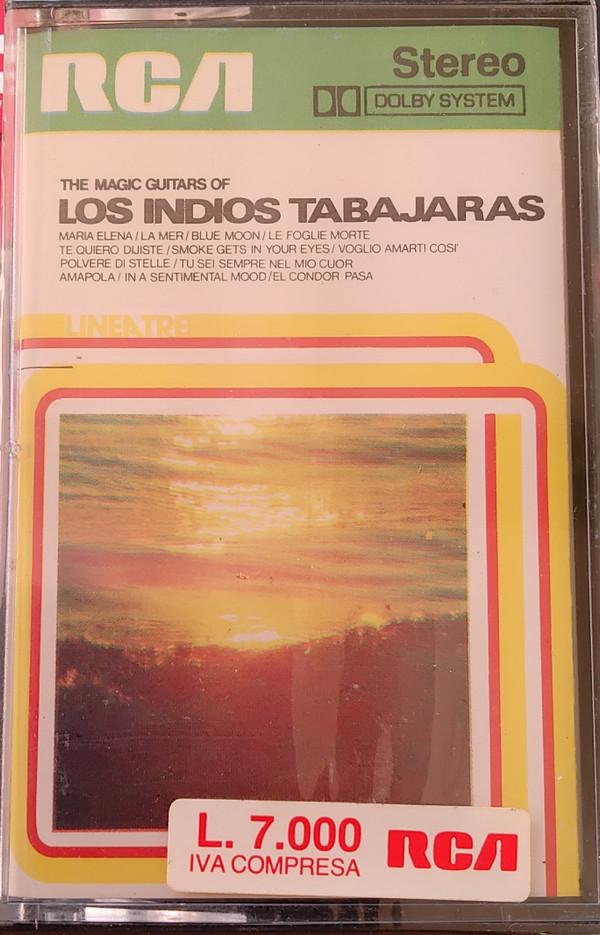 RCA
Stereo
DOLBY SYSTEM
THE MAGIC GUITARS OF
LOS INDIOS TABAJARAS
MARIA ELENA / LA MER / BLUE MOON / LE FOGLIE MORTE
TE QUIERO DIJISTE / SMOKE GETS IN YOUR EYES / VOGLIO AMARTI COSI'
POLVERE DI STELLE / TU SEI SEMPRE NEL MIO CUOR
AMAPOLA / IN A SENTIMENTAL MOOD / EL CONDOR PASA
LINEATRE
L. 7.000
IVA COMPRESA
RCA